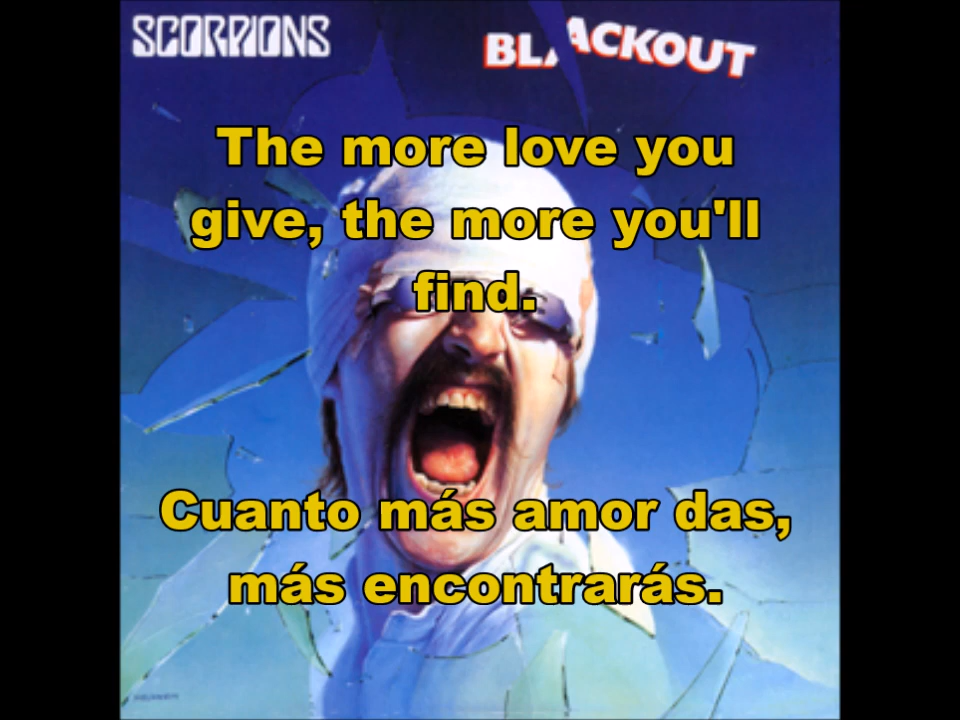 SCORPIONS
BLACKOUT
The more love you
give, the more you'll
find.
Cuanto más amor das,
más encontrarás.